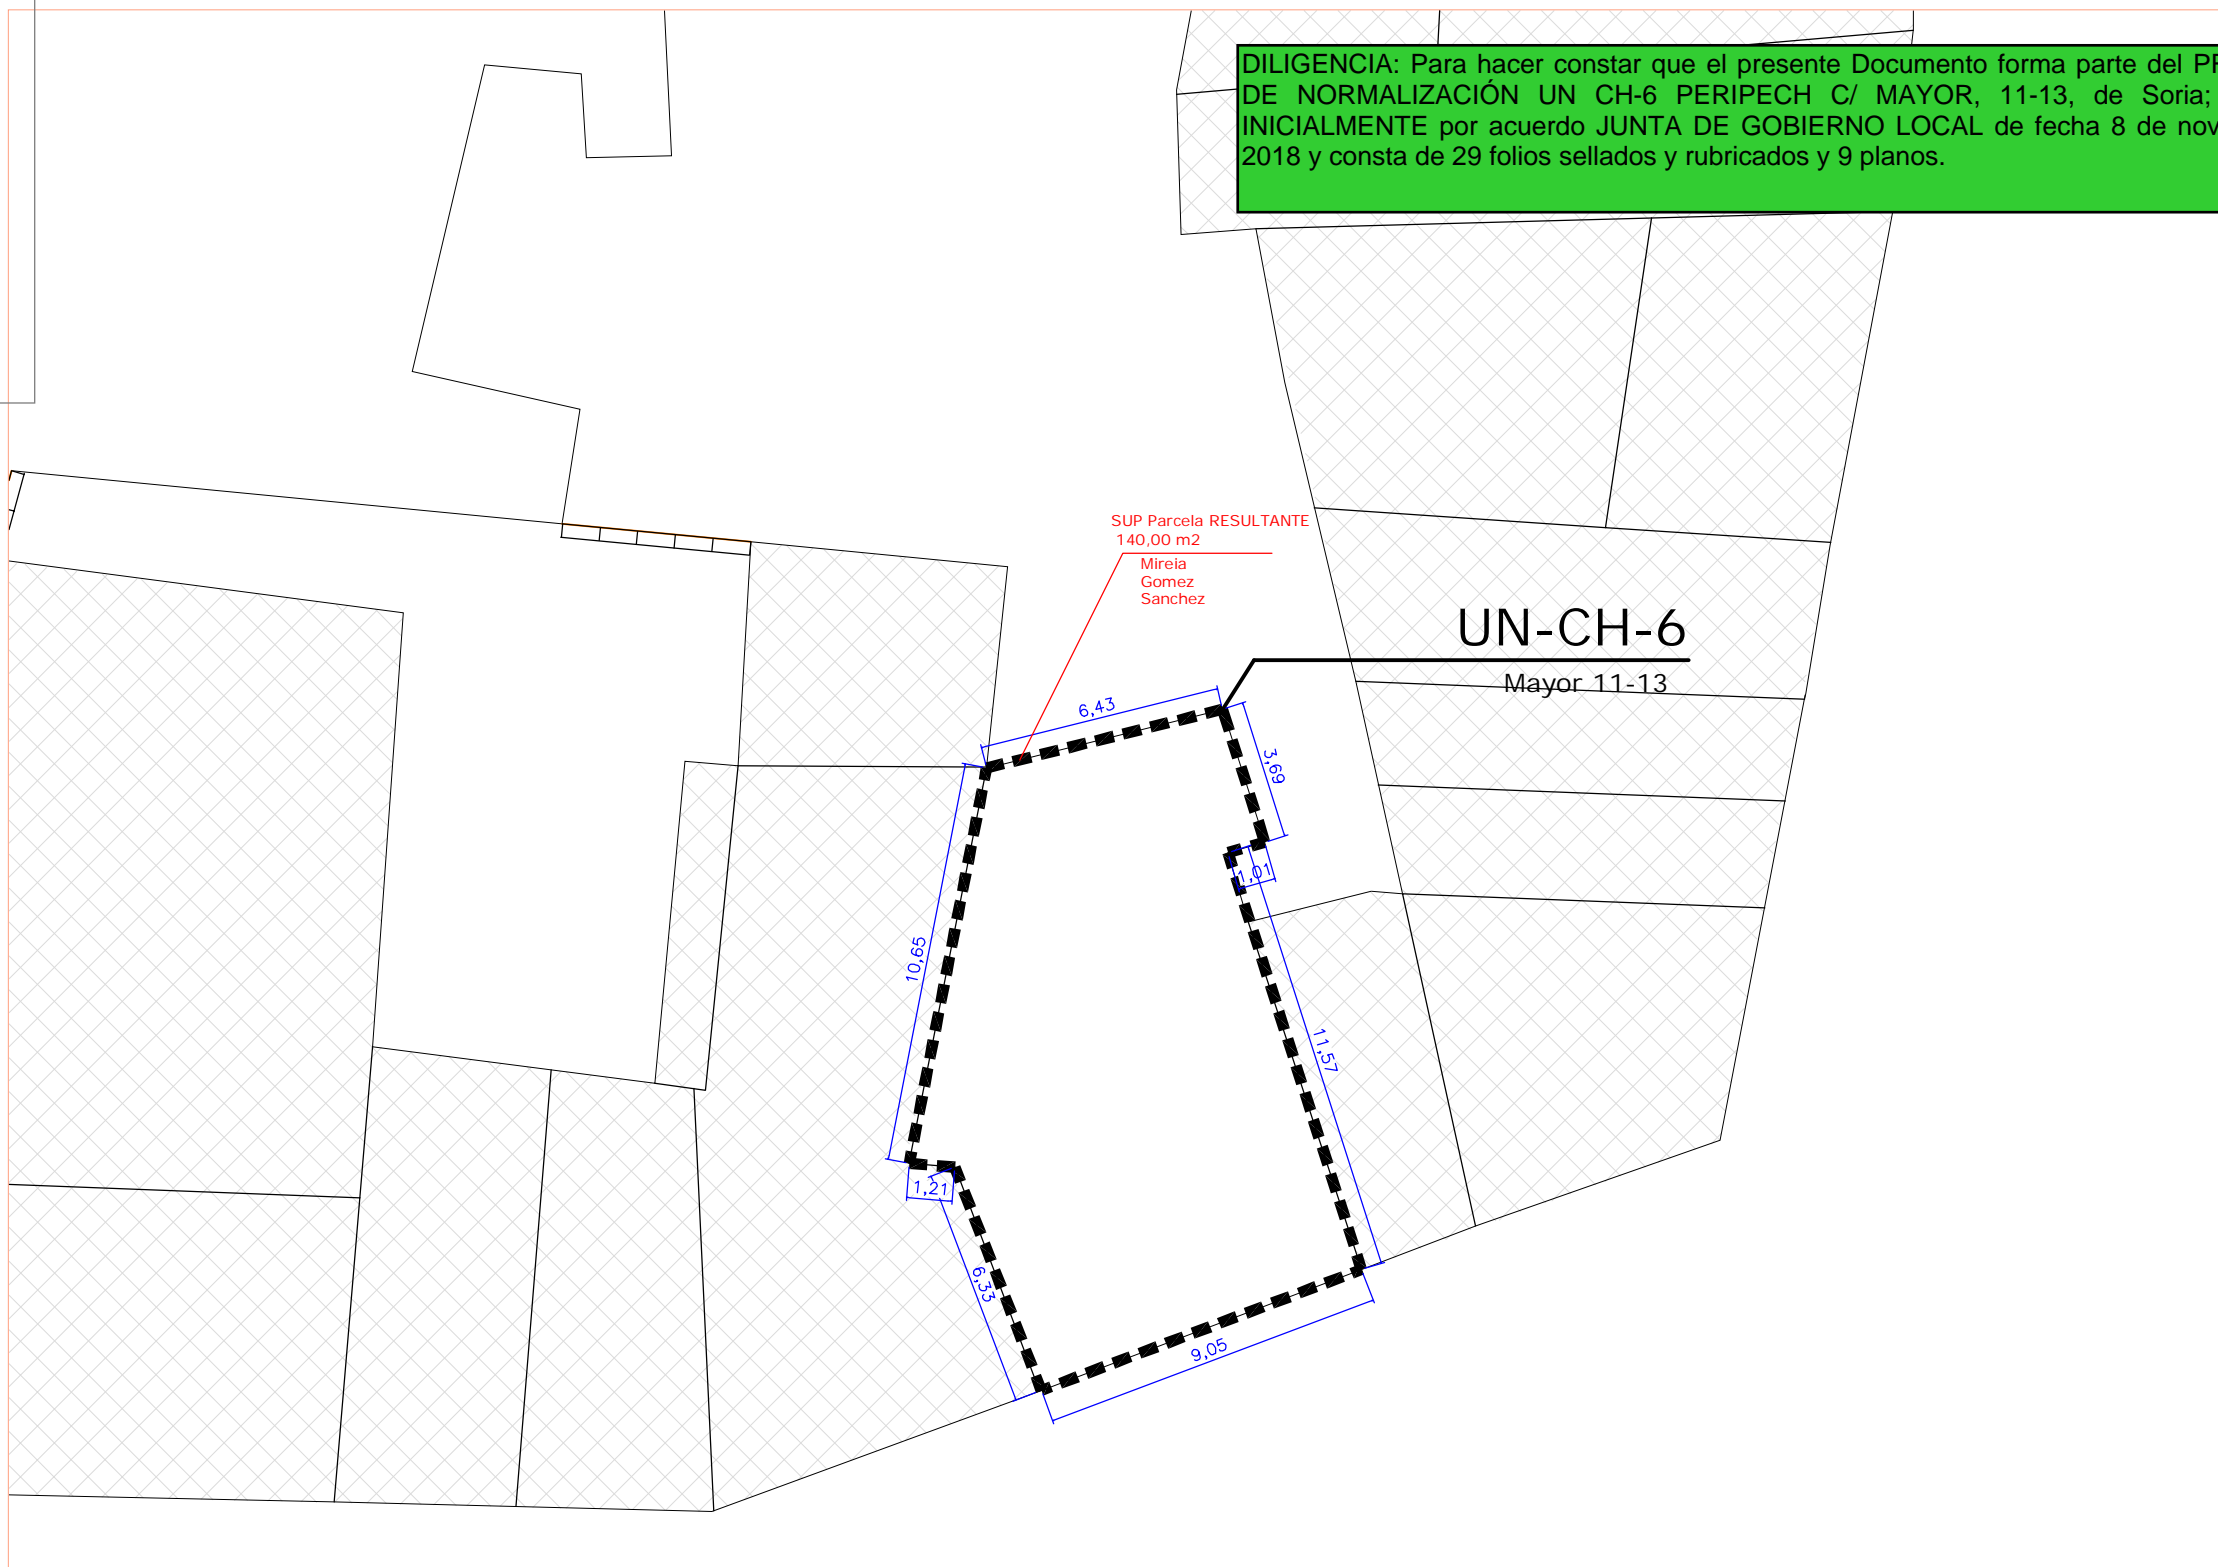 DILIGENCIA: Para hacer constar que el presente Documento forma parte del
DE NORMALIZACIÓN UN CH-6 PERIPECH C/ MAYOR, 11-13, de Soria;
INICIALMENTE por acuerdo JUNTA DE GOBIERNO LOCAL de fecha 8 de nov
2018 y consta de 29 folios sellados y rubricados y 9 planos.
SUP Parcela RESULTANTE
140,00 m2
Mireia
Gomez
Sanchez
UN-CH-6
Mayor 11-13
6,43
3,69
1,01
10,65
11,57
1,21
6,33
9,05